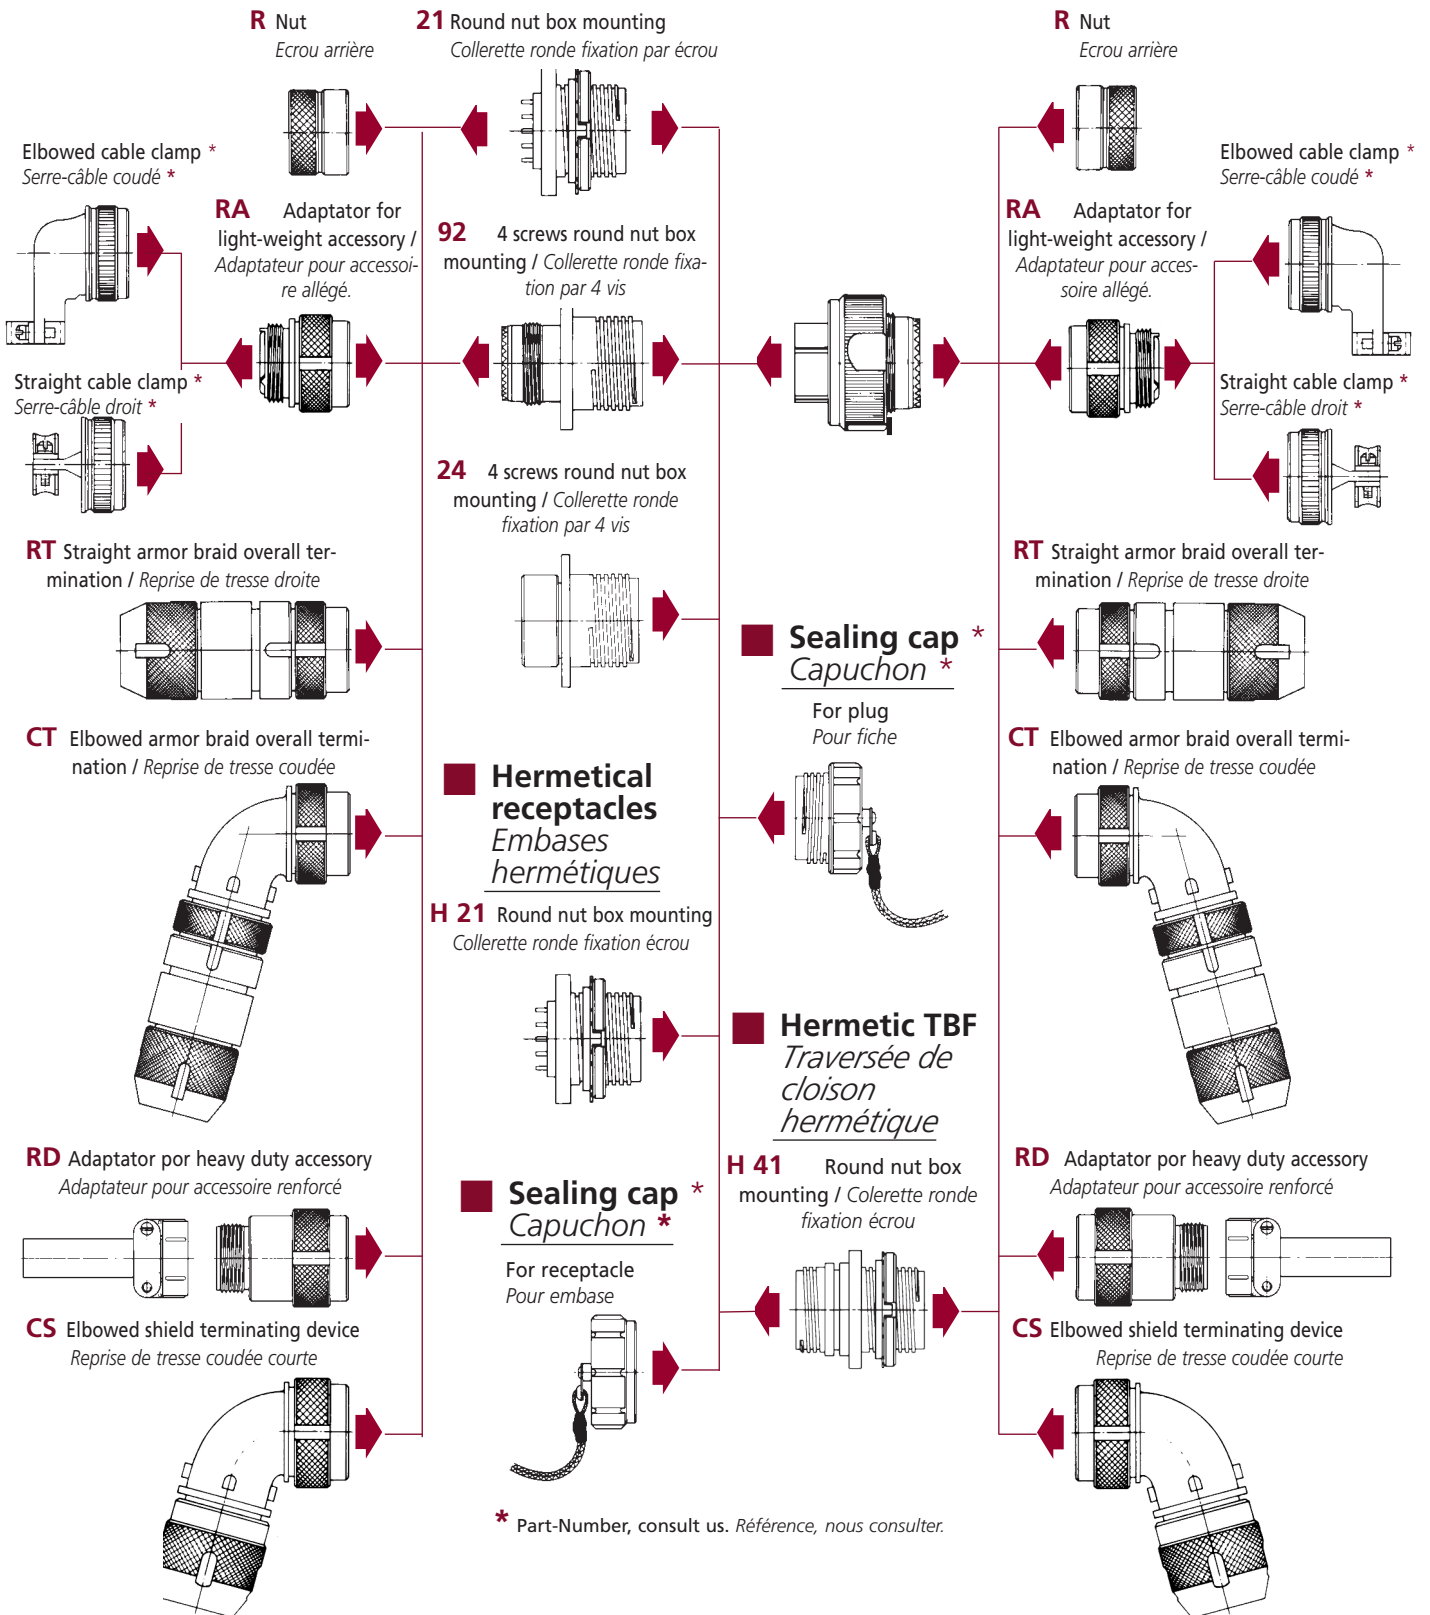 R Nut
Ecrou arrière
21 Round nut box mounting
Collerette ronde fixation par écrou
R Nut
Ecrou arrière
Elbowed cable clamp *
Serre-câble coudé *
RA Adaptator for
light-weight accessory /
Adaptateur pour accessoi-
re allégé.
92 4 screws round nut box
mounting / Collerette ronde fixa-
tion par 4 vis
RA Adaptator for
light-weight accessory /
Adaptateur pour acces-
soire allégé.
Elbowed cable clamp *
Serre-câble coudé *
Straight cable clamp *
Serre-câble droit *
Straight cable clamp *
Serre-câble droit *
24 4 screws round nut box
mounting / Collerette ronde
fixation par 4 vis
RT Straight armor braid overall ter-
mination / Reprise de tresse droite
RT Straight armor braid overall ter-
mination / Reprise de tresse droite
Sealing cap *
Capuchon *
For plug
Pour fiche
CT Elbowed armor braid overall termi-
nation / Reprise de tresse coudée
CT Elbowed armor braid overall termi-
nation / Reprise de tresse coudée
Hermetical
receptacles
Embases
hermétiques
H 21 Round nut box mounting
Collerette ronde fixation écrou
Hermetic TBF
Traversée de
cloison
hermétique
H 41 Round nut box
mounting / Colerette ronde
fixation écrou
RD Adaptator por heavy duty accessory
Adaptateur pour accessoire renforcé
Sealing cap *
Capuchon *
For receptacle
Pour embase
RD Adaptator por heavy duty accessory
Adaptateur pour accessoire renforcé
CS Elbowed shield terminating device
Reprise de tresse coudée courte
CS Elbowed shield terminating device
Reprise de tresse coudée courte
* Part-Number, consult us. Référence, nous consulter.